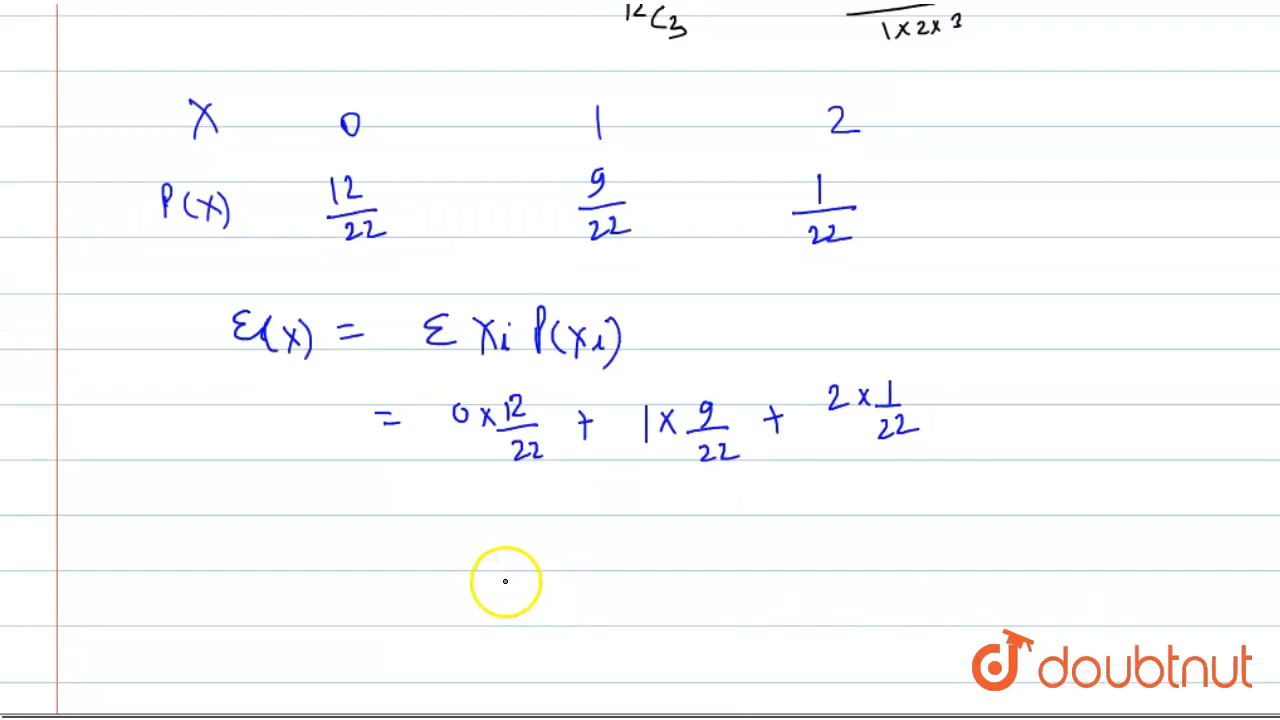 12C3 1 x 2 x 3
X 0 1 2
P(X) 12/22 9/22 1/22
E(X) = Σ Xi P(Xi)
= 0 x 12/22 + 1 x 9/22 + 2 x 1/22
doubtnut